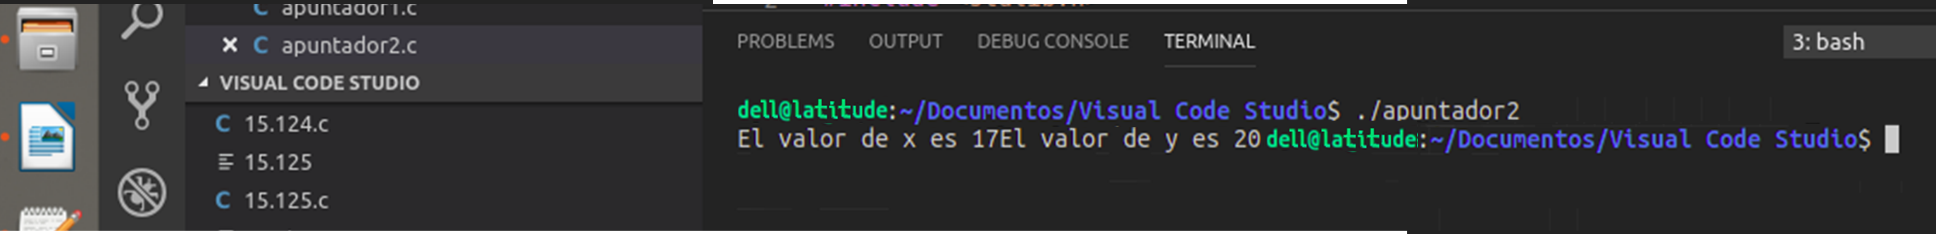 apuntador1.c
apuntador2.c
VISUAL CODE STUDIO
15.124.c
15.125
15.125.c
PROBLEMS OUTPUT DEBUG CONSOLE TERMINAL 3: bash
dell@latitude:~/Documentos/Visual Code Studio$ ./apuntador2
El valor de x es 17El valor de y es 20dell@latitude:~/Documentos/Visual Code Studio$